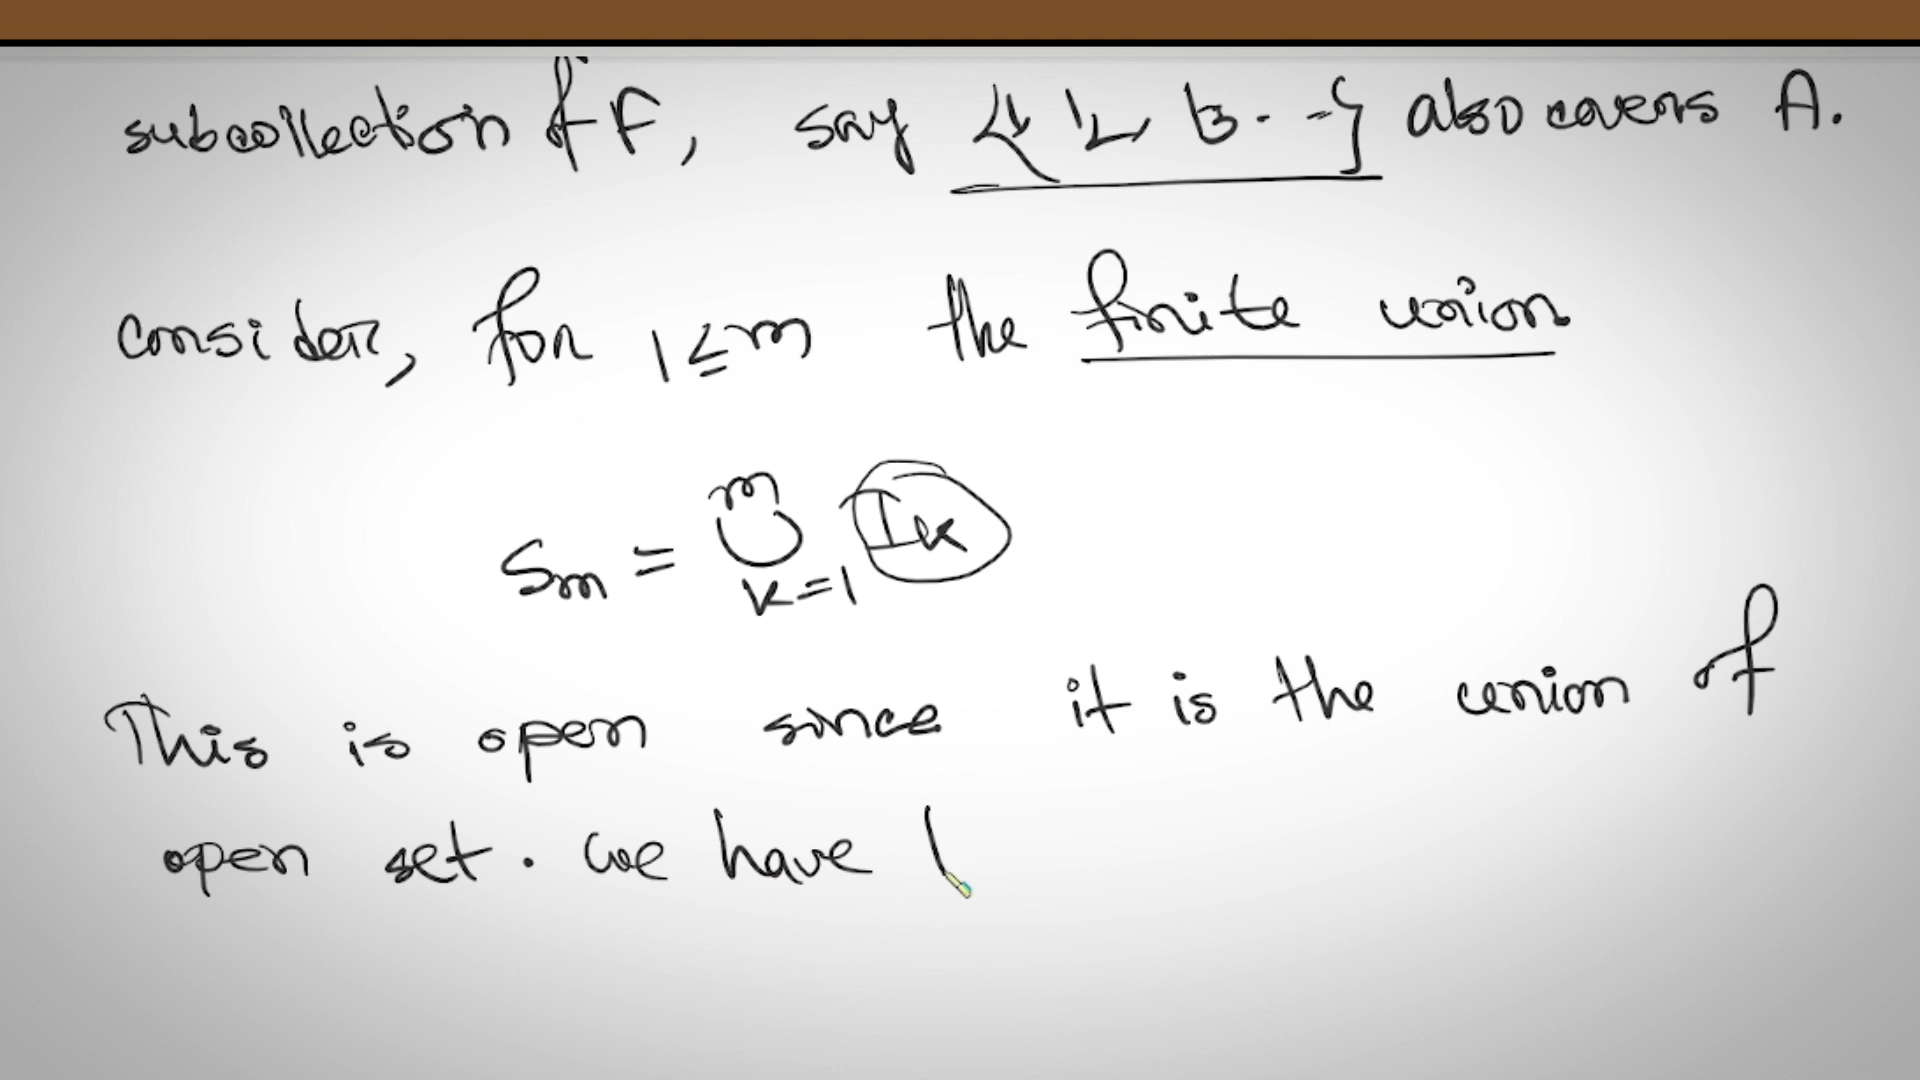 subcollection of F, say {I1, I2, I3 . . .} also covers A.
consider, for 1 ≤ m the finite union
Sm = ∪ m k=1 Ik
This is open since it is the union of
open set. we have